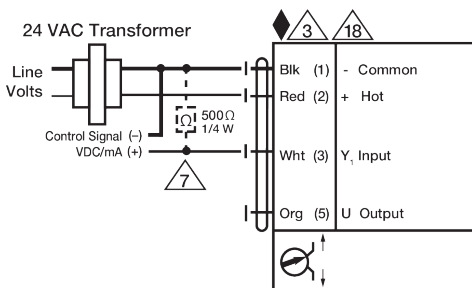 24 VAC Transformer
3
18
Line
Volts
Blk (1) - Common
Red (2) + Hot
Ω
500Ω
1/4 W
Control Signal (–)
VDC/mA (+)
7
Wht (3) Y1 Input
Org (5) U Output